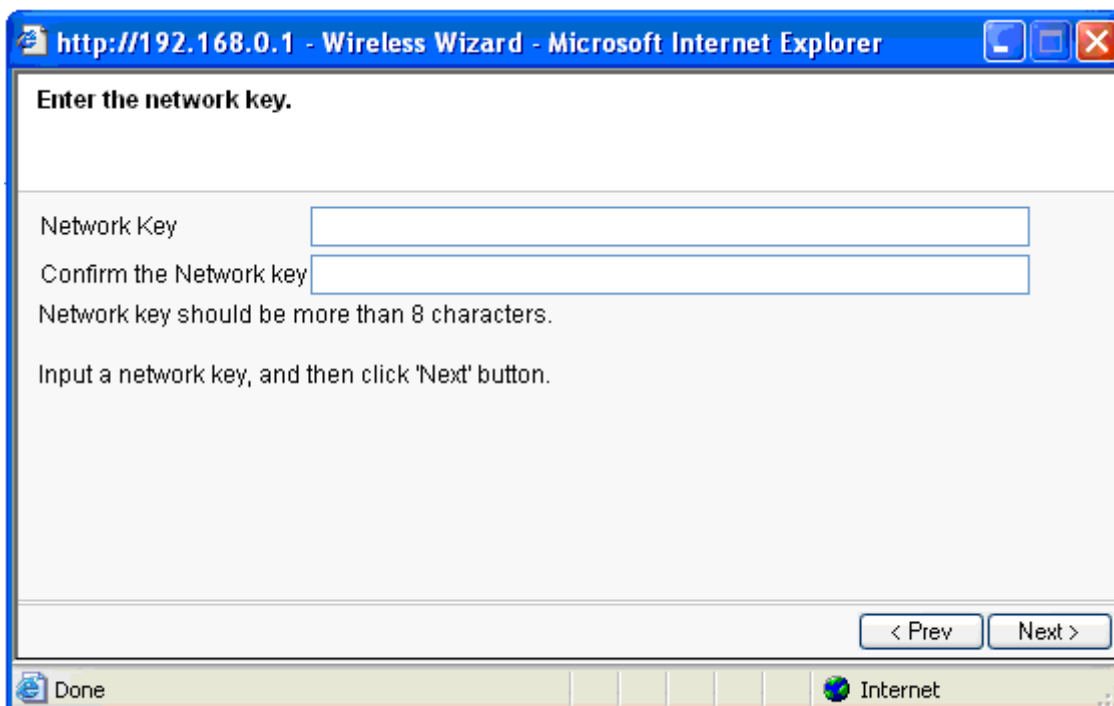 http://192.168.0.1 - Wireless Wizard - Microsoft Internet Explorer
Enter the network key.
Network Key
Confirm the Network key
Network key should be more than 8 characters.
Input a network key, and then click 'Next' button.
< Prev Next >
Done Internet